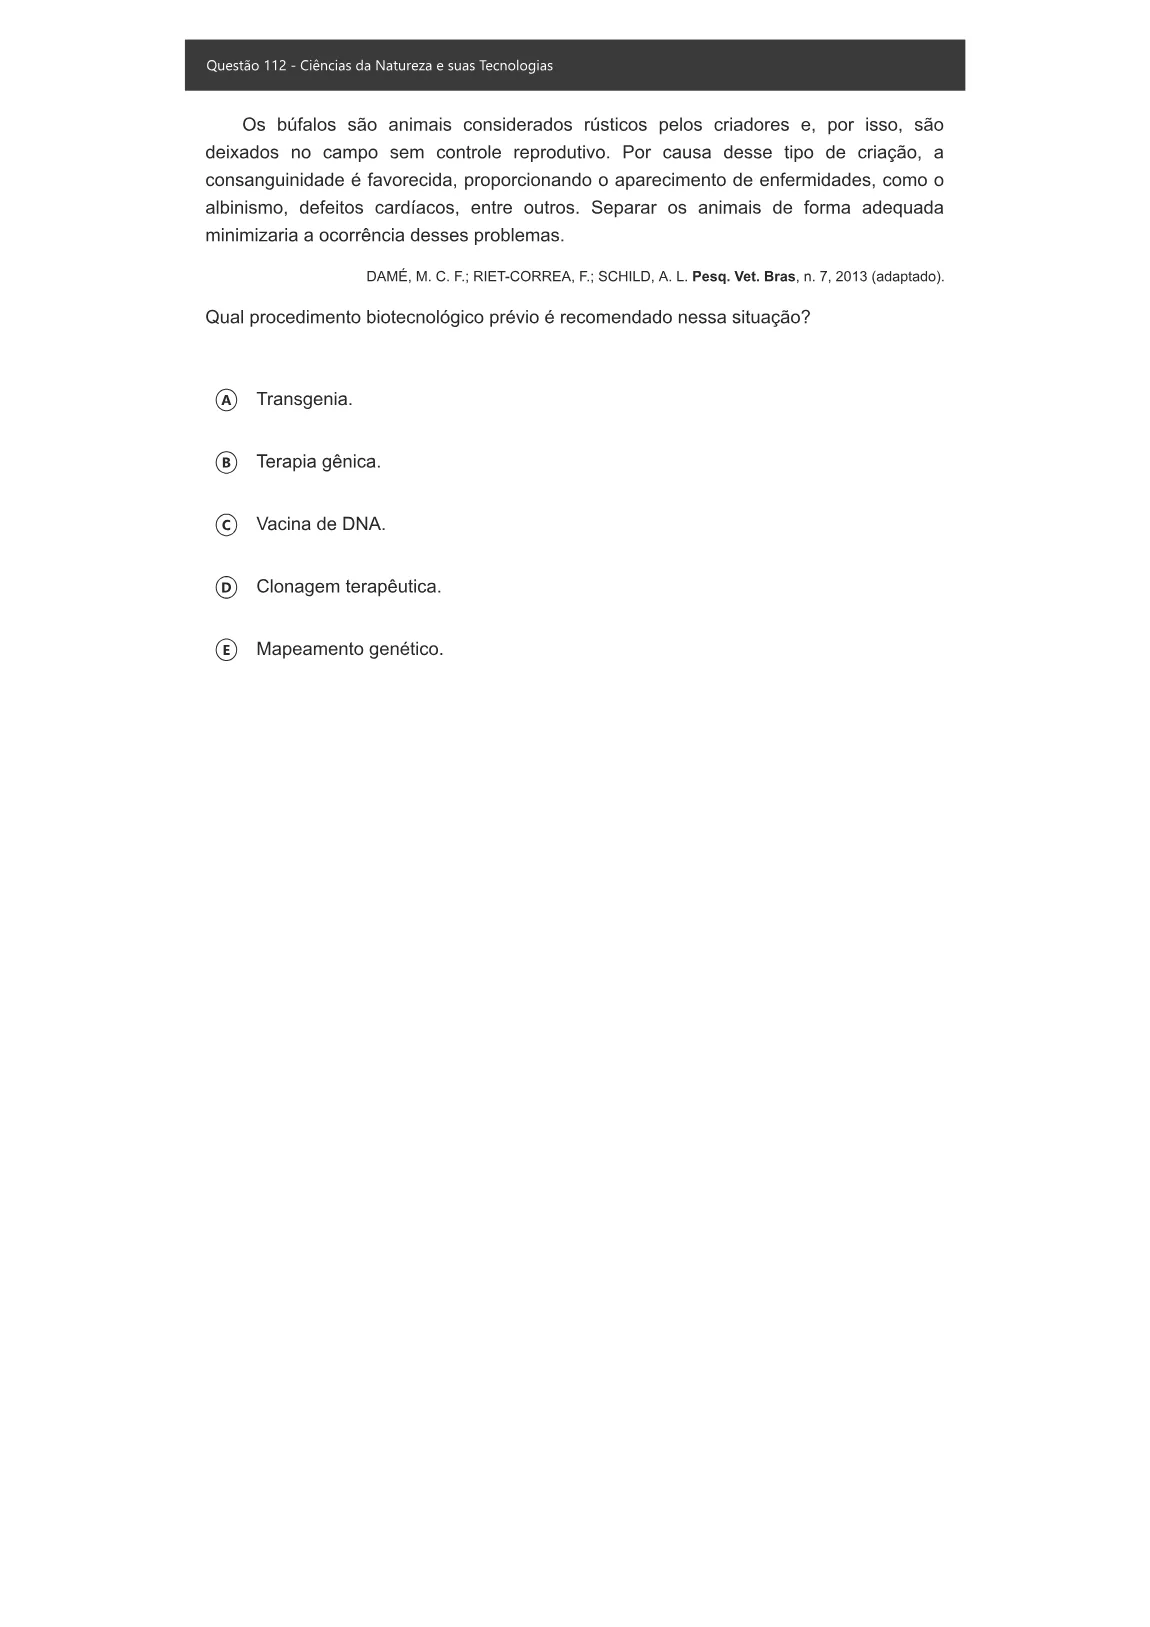 Questão 112 - Ciências da Natureza e suas Tecnologias
Os búfalos são animais considerados rústicos pelos criadores e, por isso, são
deixados no campo sem controle reprodutivo. Por causa desse tipo de criação, a
consanguinidade é favorecida, proporcionando o aparecimento de enfermidades, como o
albinismo, defeitos cardíacos, entre outros. Separar os animais de forma adequada
minimizaria a ocorrência desses problemas.
DAMÉ, M. C. F.; RIET-CORREA, F.; SCHILD, A. L. Pesq. Vet. Bras, n. 7, 2013 (adaptado).
Qual procedimento biotecnológico prévio é recomendado nessa situação?
A Transgenia.
B Terapia gênica.
C Vacina de DNA.
D Clonagem terapêutica.
E Mapeamento genético.